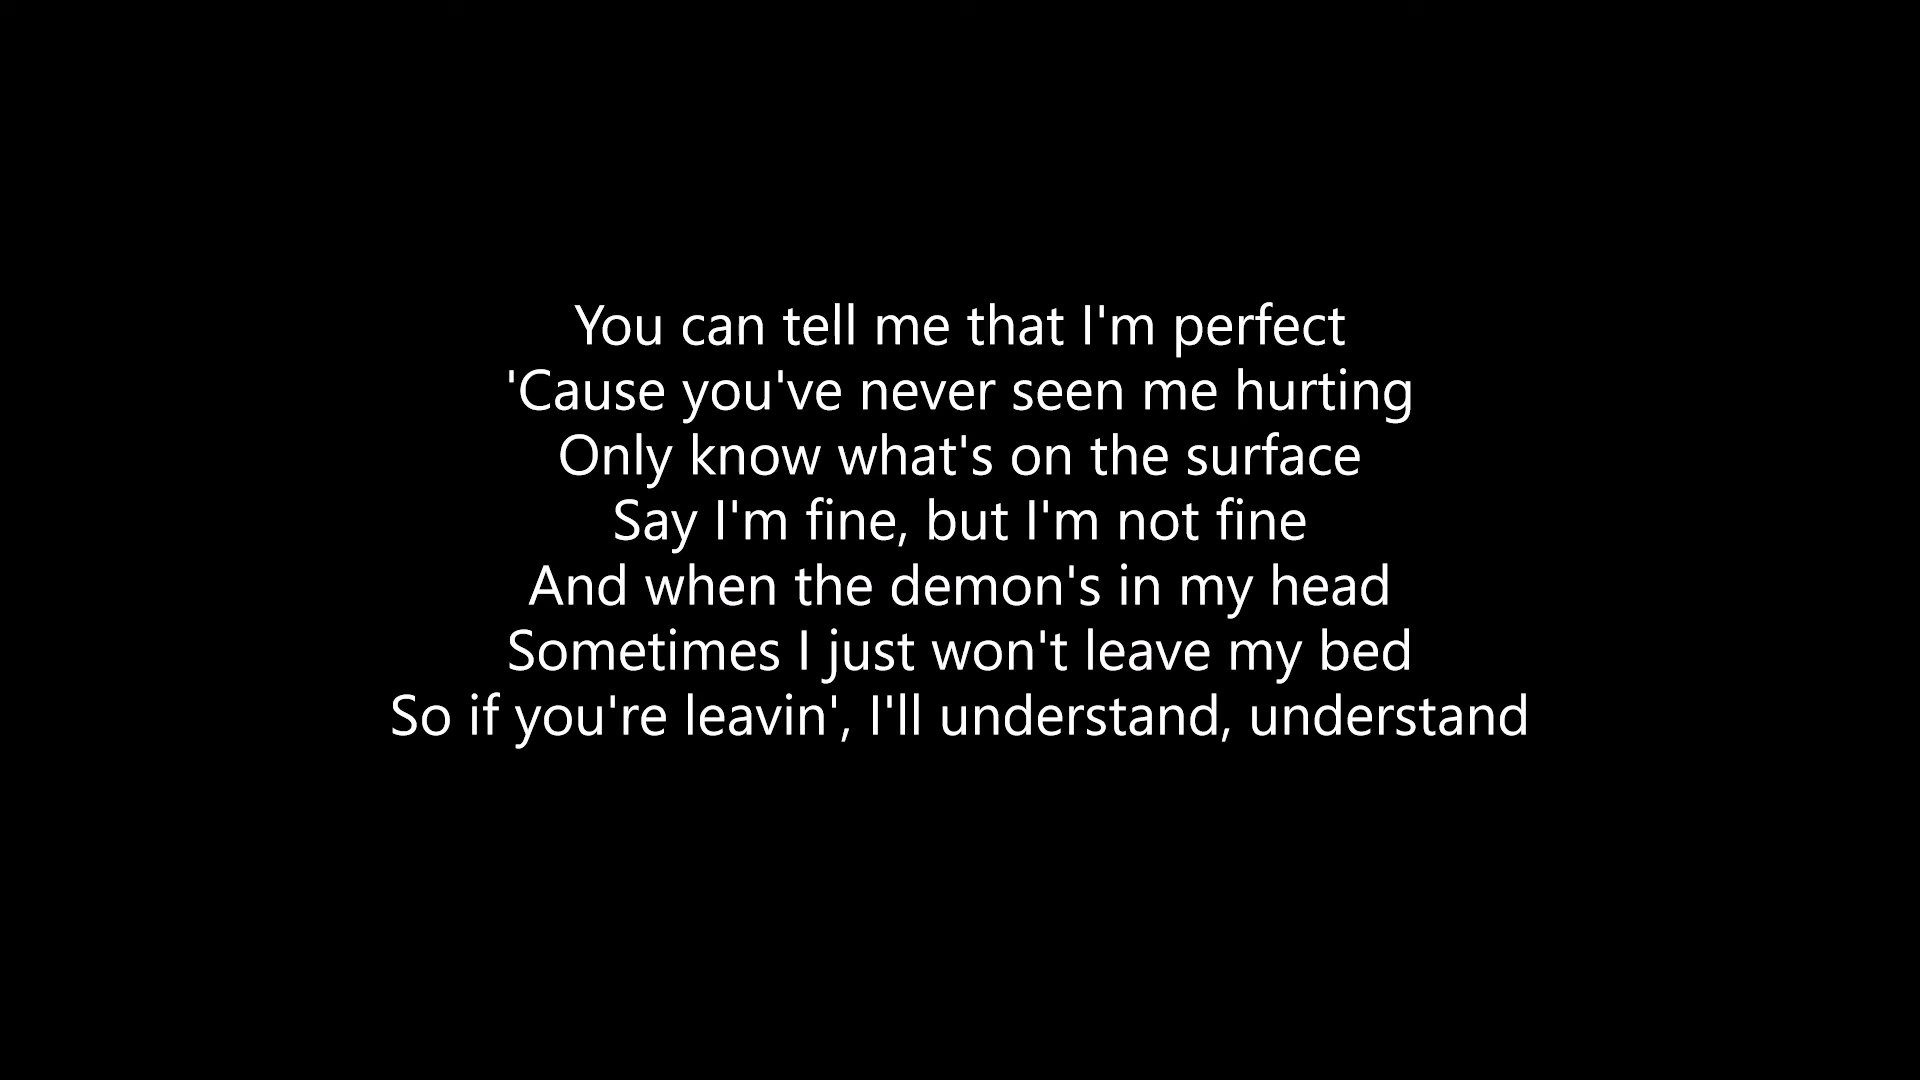 You can tell me that I'm perfect
'Cause you've never seen me hurting
Only know what's on the surface
Say I'm fine, but I'm not fine
And when the demon's in my head
Sometimes I just won't leave my bed
So if you're leavin', I'll understand, understand